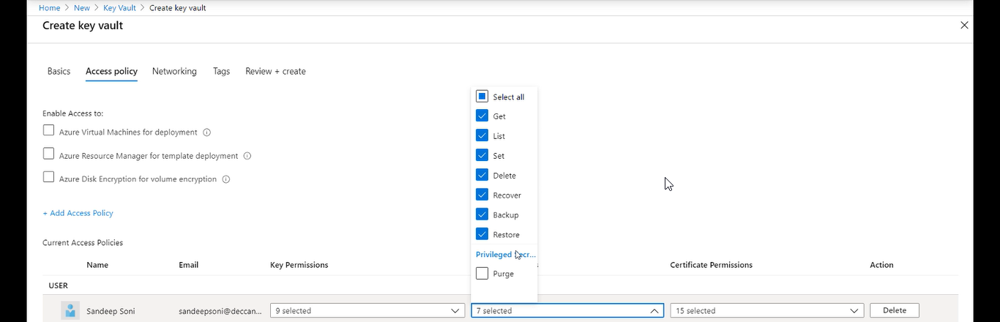 Home > New > Key Vault > Create key vault
Create key vault
Basics Access policy Networking Tags Review + create
Select all
Enable Access to:
Get
Azure Virtual Machines for deployment
List
Azure Resource Manager for template deployment
Set
Azure Disk Encryption for volume encryption
Delete
Recover
+ Add Access Policy
Backup
Restore
Current Access Policies
Privileged
Name Email Key Permissions Certificate Permissions Action
Purge
USER
Sandeep Soni sandeepsoni@deccan... 9 selected 7 selected 15 selected Delete